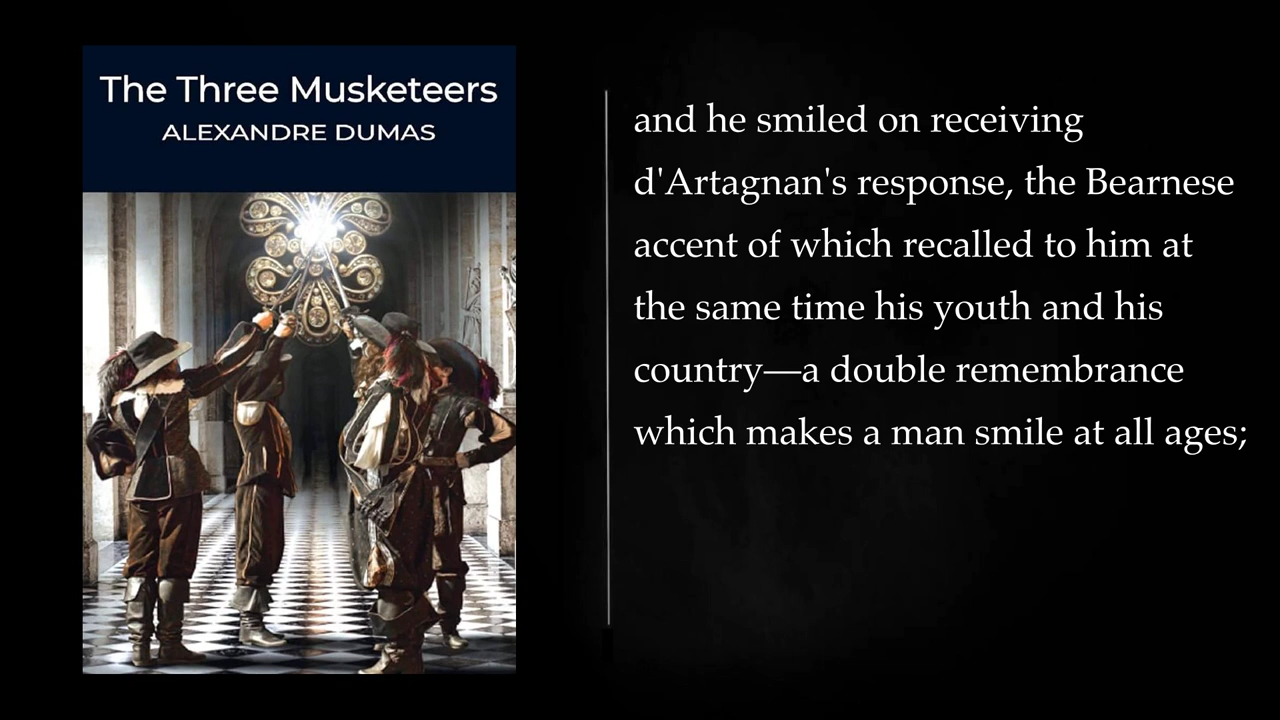 The Three Musketeers
ALEXANDRE DUMAS
and he smiled on receiving
d'Artagnan's response, the Bearnese
accent of which recalled to him at
the same time his youth and his
country—a double remembrance
which makes a man smile at all ages;